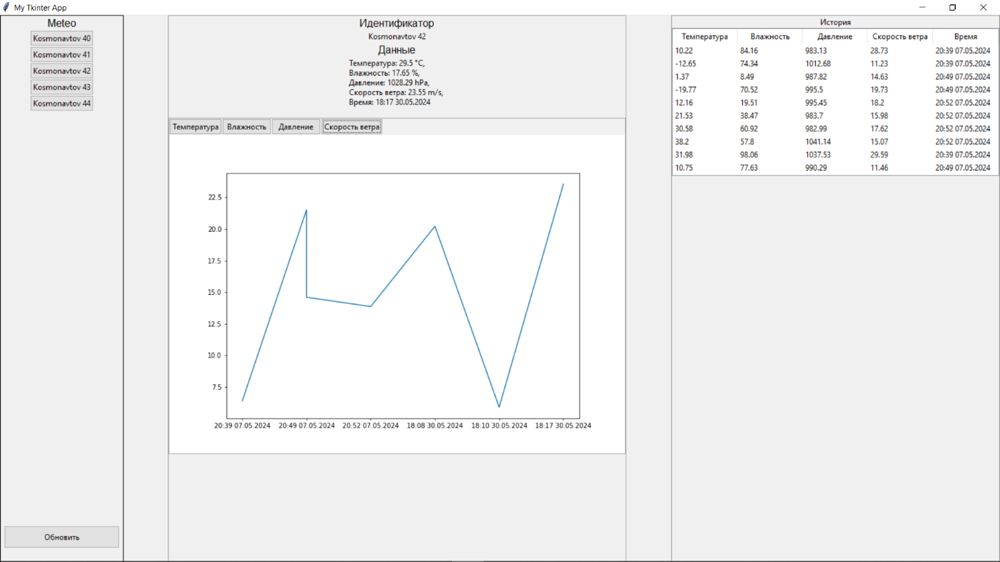 My Tkinter App
Meteo
Kosmonavtov 40
Kosmonavtov 41
Kosmonavtov 42
Kosmonavtov 43
Kosmonavtov 44
Обновить
Идентификатор
Kosmonavtov 42
Данные
Температура: 29.5 °C,
Влажность: 17.65 %,
Давление: 1028.29 hPa,
Скорость ветра: 23.55 m/s,
Время: 18:17 30.05.2024
Температура Влажность Давление Скорость ветра
22.5
20.0
17.5
15.0
12.5
10.0
7.5
20:39 07.05.2024 20:49 07.05.2024 20:52 07.05.2024 18:08 30.05.2024 18:10 30.05.2024 18:17 30.05.2024
История
Температура Влажность Давление Скорость ветра Время
10.22 84.16 983.13 28.73 20:39 07.05.2024
-12.65 74.34 1012.68 11.23 20:39 07.05.2024
1.37 8.49 987.82 14.63 20:49 07.05.2024
-19.77 70.52 995.5 19.73 20:49 07.05.2024
12.16 19.51 995.45 18.2 20:52 07.05.2024
21.53 38.47 983.7 15.98 20:52 07.05.2024
30.58 60.92 982.99 17.62 20:52 07.05.2024
38.2 57.8 1041.14 15.07 20:52 07.05.2024
31.98 98.06 1037.53 29.59 20:39 07.05.2024
10.75 77.63 990.29 11.46 20:49 07.05.2024